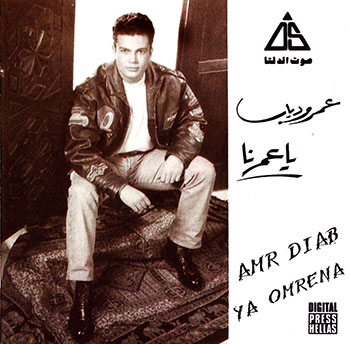 صوت الدلتا
عمرو دياب
يا عمرنا
AMR DIAB
YA OMRENA
DIGITAL
PRESS
HELLAS